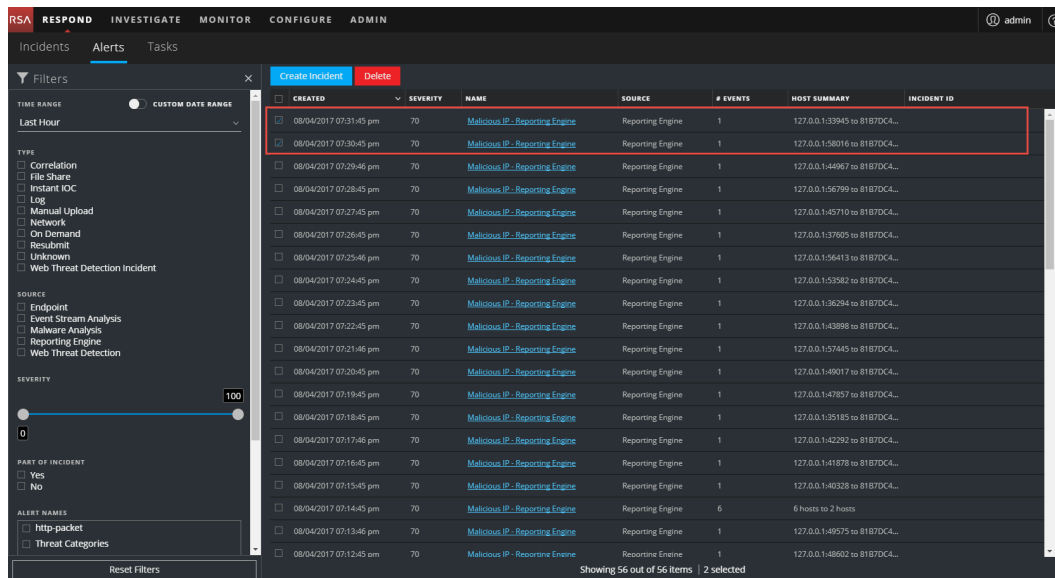 RSA RESPOND INVESTIGATE MONITOR CONFIGURE ADMIN admin
Incidents Alerts Tasks
Filters
Create Incident Delete
TIME RANGE CUSTOM DATE RANGE
Last Hour
TYPE
Correlation
File Share
Instant IOC
Log
Manual Upload
Network
On Demand
Resubmit
Unknown
Web Threat Detection Incident
SOURCE
Endpoint
Event Stream Analysis
Malware Analysis
Reporting Engine
Web Threat Detection
SEVERITY
100
0
PART OF INCIDENT
Yes
No
ALERT NAMES
http-packet
Threat Categories
Reset Filters
CREATED SEVERITY NAME SOURCE # EVENTS HOST SUMMARY INCIDENT ID
08/04/2017 07:31:45 pm 70 Malicious IP - Reporting Engine Reporting Engine 1 127.0.0.1:33945 to 81B7DC4...
08/04/2017 07:30:45 pm 70 Malicious IP - Reporting Engine Reporting Engine 1 127.0.0.1:58016 to 81B7DC4...
08/04/2017 07:29:46 pm 70 Malicious IP - Reporting Engine Reporting Engine 1 127.0.0.1:44967 to 81B7DC4...
08/04/2017 07:28:45 pm 70 Malicious IP - Reporting Engine Reporting Engine 1 127.0.0.1:56799 to 81B7DC4...
08/04/2017 07:27:45 pm 70 Malicious IP - Reporting Engine Reporting Engine 1 127.0.0.1:45710 to 81B7DC4...
08/04/2017 07:26:45 pm 70 Malicious IP - Reporting Engine Reporting Engine 1 127.0.0.1:37605 to 81B7DC4...
08/04/2017 07:25:46 pm 70 Malicious IP - Reporting Engine Reporting Engine 1 127.0.0.1:56413 to 81B7DC4...
08/04/2017 07:24:45 pm 70 Malicious IP - Reporting Engine Reporting Engine 1 127.0.0.1:53582 to 81B7DC4...
08/04/2017 07:23:45 pm 70 Malicious IP - Reporting Engine Reporting Engine 1 127.0.0.1:36294 to 81B7DC4...
08/04/2017 07:22:45 pm 70 Malicious IP - Reporting Engine Reporting Engine 1 127.0.0.1:43898 to 81B7DC4...
08/04/2017 07:21:46 pm 70 Malicious IP - Reporting Engine Reporting Engine 1 127.0.0.1:57445 to 81B7DC4...
08/04/2017 07:20:45 pm 70 Malicious IP - Reporting Engine Reporting Engine 1 127.0.0.1:49017 to 81B7DC4...
08/04/2017 07:19:45 pm 70 Malicious IP - Reporting Engine Reporting Engine 1 127.0.0.1:47857 to 81B7DC4...
08/04/2017 07:18:45 pm 70 Malicious IP - Reporting Engine Reporting Engine 1 127.0.0.1:35185 to 81B7DC4...
08/04/2017 07:17:46 pm 70 Malicious IP - Reporting Engine Reporting Engine 1 127.0.0.1:42292 to 81B7DC4...
08/04/2017 07:16:45 pm 70 Malicious IP - Reporting Engine Reporting Engine 1 127.0.0.1:41878 to 81B7DC4...
08/04/2017 07:15:45 pm 70 Malicious IP - Reporting Engine Reporting Engine 1 127.0.0.1:40328 to 81B7DC4...
08/04/2017 07:14:45 pm 70 Malicious IP - Reporting Engine Reporting Engine 6 6 hosts to 2 hosts
08/04/2017 07:13:46 pm 70 Malicious IP - Reporting Engine Reporting Engine 1 127.0.0.1:49575 to 81B7DC4...
08/04/2017 07:12:45 pm 70 Malicious IP - Reporting Engine Reporting Engine 1 127.0.0.1:48602 to 81B7DC4...
Showing 56 out of 56 items | 2 selected